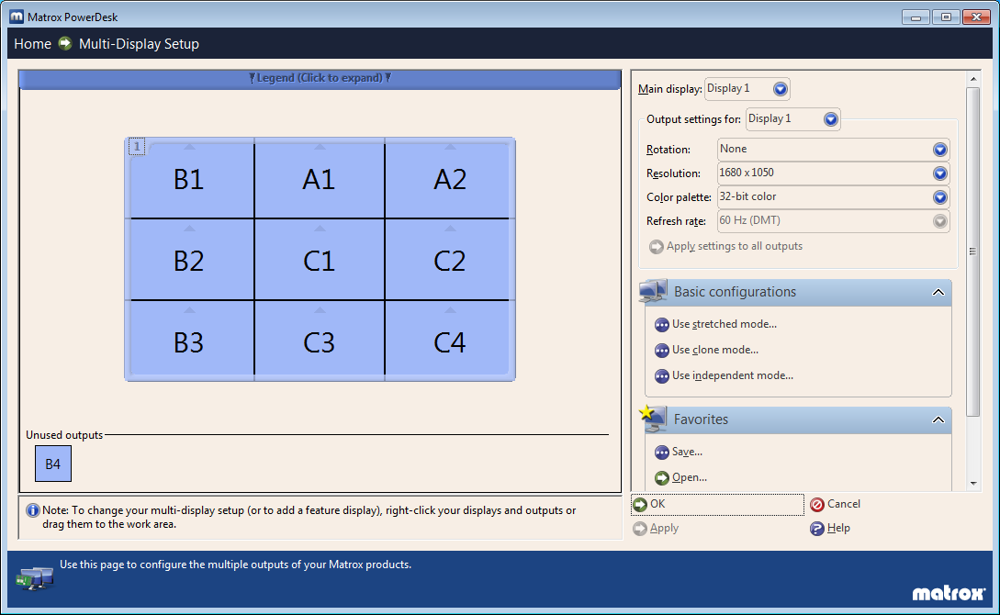 Matrox PowerDesk
Home Multi-Display Setup
Legend (Click to expand)
1
B1 A1 A2
B2 C1 C2
B3 C3 C4
Unused outputs
B4
Note: To change your multi-display setup (or to add a feature display), right-click your displays and outputs or
drag them to the work area.
Main display: Display 1
Output settings for: Display 1
Rotation: None
Resolution: 1680 x 1050
Color palette: 32-bit color
Refresh rate: 60 Hz (DMT)
Apply settings to all outputs
Basic configurations
Use stretched mode...
Use clone mode...
Use independent mode...
Favorites
Save...
Open...
OK Cancel
Apply Help
Use this page to configure the multiple outputs of your Matrox products.
matrox